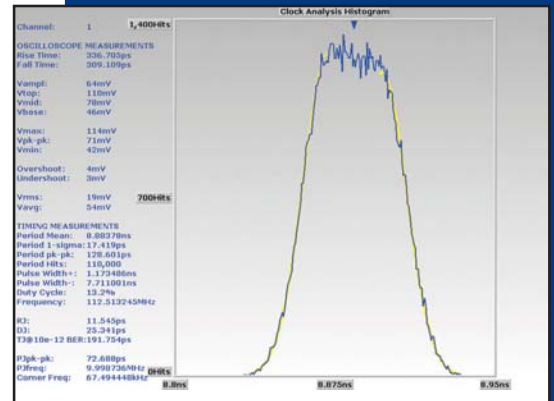 Clock Analysis Histogram
Channel: 1
1,400Hits
OSCILLOSCOPE MEASUREMENTS
Rise Time: 336.705ps
Fall Time: 309.109ps
Vampl: 64mV
Vtop: 110mV
Vmid: 78mV
Vbase: 46mV
Vmax: 114mV
Vpk-pk: 71mV
Vmin: 42mV
Overshoot: 4mV
Undershoot: 3mV
Vrms: 19mV
700Hits
Vavg: 54mV
TIMING MEASUREMENTS
Period Mean: 8.88378ns
Period 1-sigma: 17.419ps
Period pk-pk: 128.601ps
Period Hits: 110,000
Pulse Width+: 1.173486ns
Pulse Width-: 7.711001ns
Duty Cycle: 13.2%
Frequency: 112.513245MHz
RJ: 11.545ps
DJ: 25.341ps
TJ@10e-12 BER: 191.754ps
PJpk-pk: 72.688ps
PJfreq: 9.998736MHz
0Hits
Corner Freq: 67.494448kHz
8.8ns
8.875ns
8.95ns